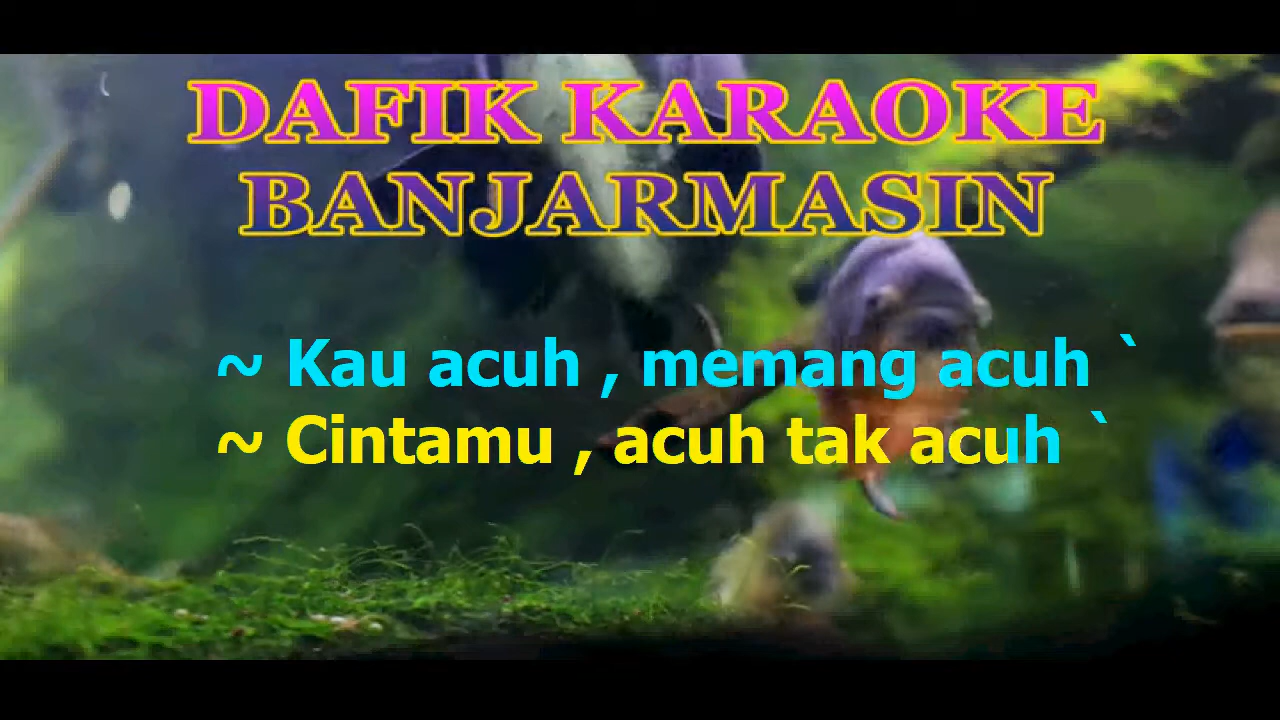 DAFIK KARAOKE
BANJARMASIN
~ Kau acuh , memang acuh `
~ Cintamu , acuh tak acuh `